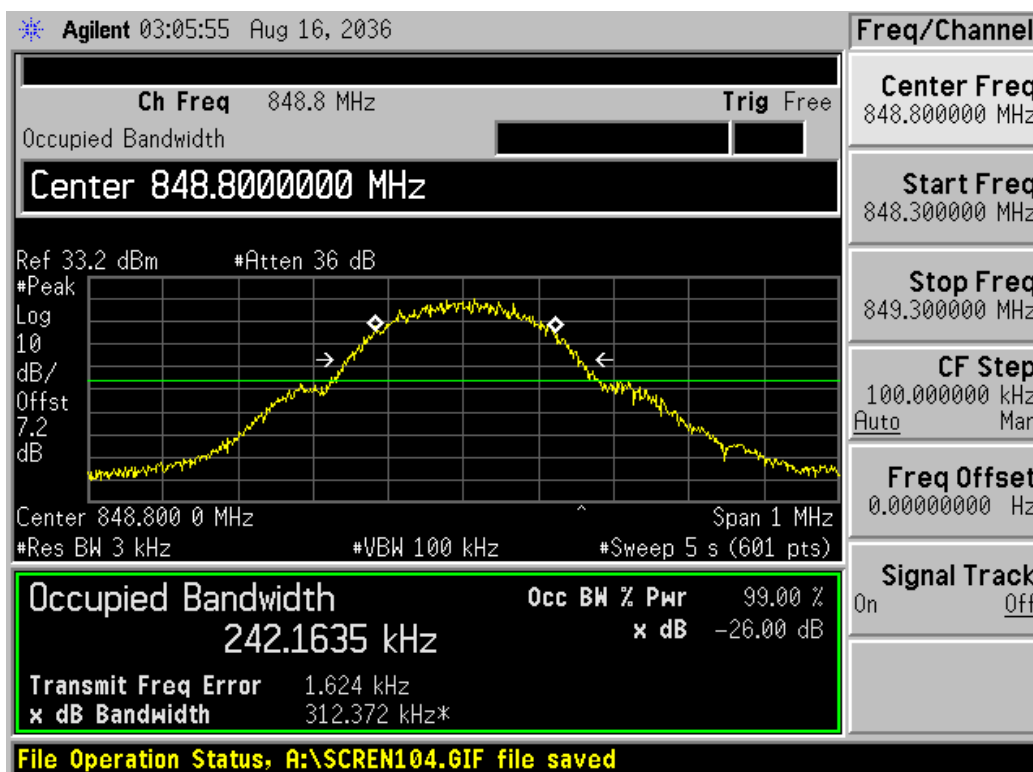 Agilent 03:05:55 Aug 16, 2036
Freq/Channel
Ch Freq 848.8 MHz Trig Free
Occupied Bandwidth
Center 848.8000000 MHz
Ref 33.2 dBm #Atten 36 dB
#Peak
Log
10
dB/
Offst
7.2
dB
Center 848.800 0 MHz ^ Span 1 MHz
#Res BW 3 kHz #VBW 100 kHz #Sweep 5 s (601 pts)
Occupied Bandwidth Occ BW % Pwr 99.00 %
242.1635 kHz x dB -26.00 dB
Transmit Freq Error 1.624 kHz
x dB Bandwidth 312.372 kHz*
File Operation Status, A:\SCREN104.GIF file saved
Center Freq
848.800000 MHz
Start Freq
848.300000 MHz
Stop Freq
849.300000 MHz
CF Step
100.000000 kHz
Auto Man
Freq Offset
0.00000000 Hz
Signal Track
On Off